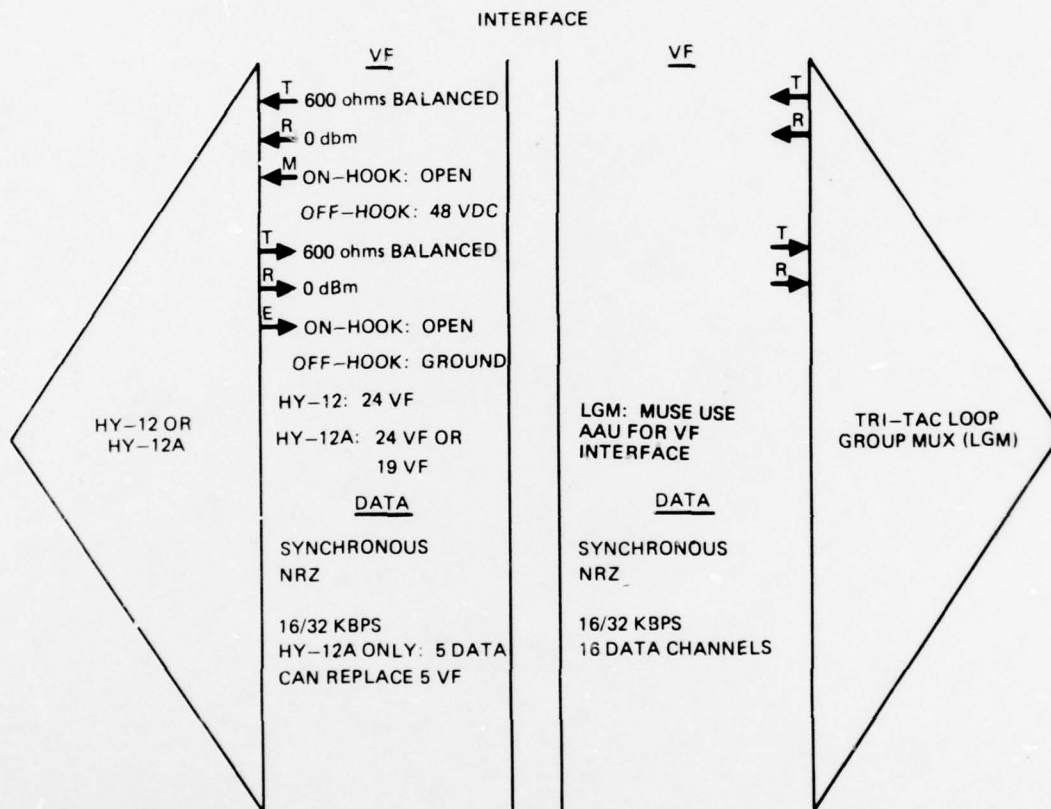 INTERFACE
VF
T 600 ohms BALANCED
R 0 dbm
M ON-HOOK: OPEN
OFF-HOOK: 48 VDC
T 600 ohms BALANCED
R 0 dBm
E ON-HOOK: OPEN
OFF-HOOK: GROUND
HY-12: 24 VF
HY-12A: 24 VF OR
19 VF
DATA
SYNCHRONOUS
NRZ
16/32 KBPS
HY-12A ONLY: 5 DATA
CAN REPLACE 5 VF
HY-12 OR
HY-12A
VF
T
R
T
R
LGM: MUSE USE
AAU FOR VF
INTERFACE
DATA
SYNCHRONOUS
NRZ
16/32 KBPS
16 DATA CHANNELS
TRI-TAC LOOP
GROUP MUX (LGM)